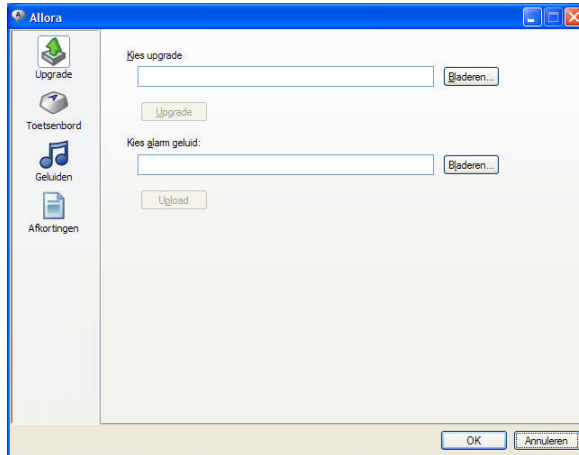 Allora
Upgrade
Toetsenbord
Geluiden
Afkortingen
Kies upgrade
Bladeren...
Upgrade
Kies alarm geluid:
Bladeren...
Upload
OK
Annuleren